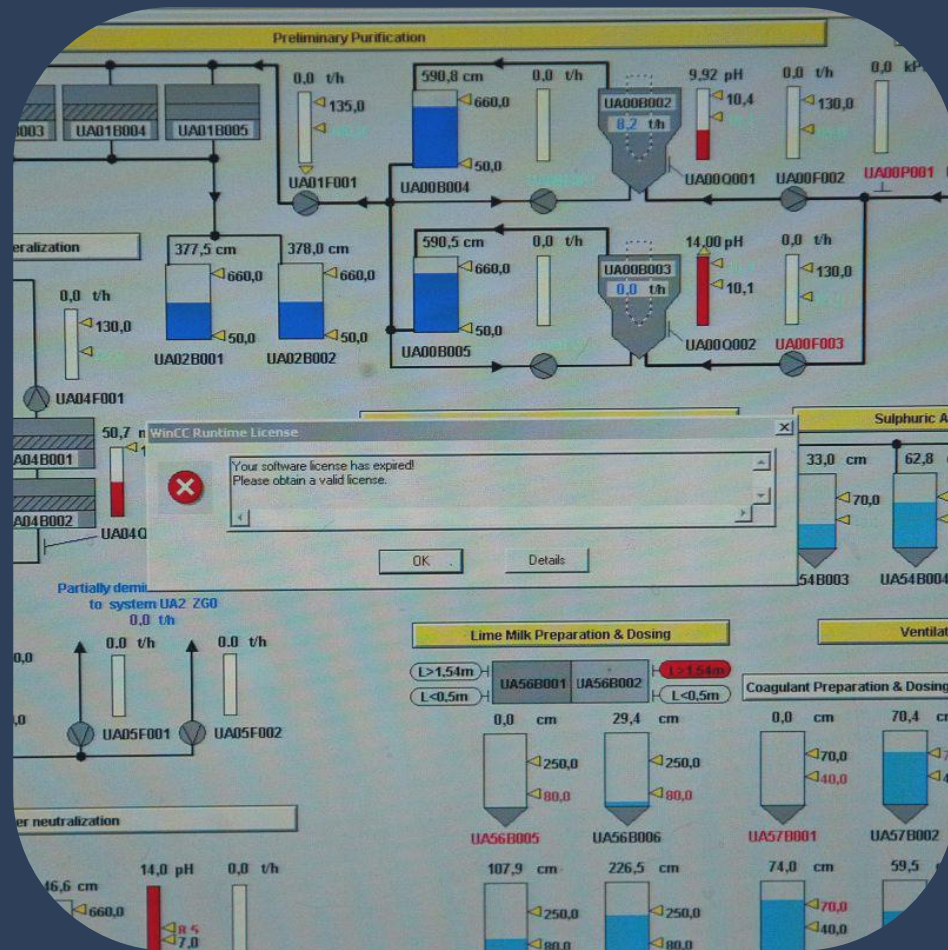 Preliminary Purification
0,0 t/h
590,8 cm
0,0 t/h
9,92 pH
0,0 t/h
0,0
135,0
660,0
UA00B002
8,2 t/h
10,4
130,0
UA01B004
UA01B005
50,0
UA01F001
UA00B004
UA00Q001
UA00F002
UA00P001
eralization
377,5 cm
378,0 cm
590,5 cm
0,0 t/h
14,00 pH
0,0 t/h
660,0
660,0
660,0
UA00B003
0,0 t/h
130,0
10,1
0,0 t/h
130,0
50,0
50,0
50,0
UA02B001
UA02B002
UA00B005
UA00Q002
UA00F003
UA04F001
Sulphuric A
50,7
WinCC Runtime License
Your software license has expired!
Please obtain a valid license.
OK
Details
33,0 cm
62,8
A04B001
70,0
A04B002
UA04Q
54B003
UA54B004
Partially demi
to system UA2 ZG0
0,0 t/h
0.0 t/h
0.0 t/h
Lime Milk Preparation & Dosing
Ventilat
L>1,54m
UA56B001
UA56B002
L>1,54m
L<0,5m
L<0,5m
Coagulant Preparation & Dosing
0,0 cm
29,4 cm
0,0 cm
70,4 cm
UA05F001
UA05F002
250,0
250,0
70,0
80,0
80,0
40,0
UA56B005
UA56B006
UA57B001
UA57B002
er neutralization
14,0 pH
0,0 t/h
107,9 cm
226,5 cm
74,0 cm
59,5
46,6 cm
660,0
250,0
250,0
70,0
8,5
7,0
80,0
80,0
40,0